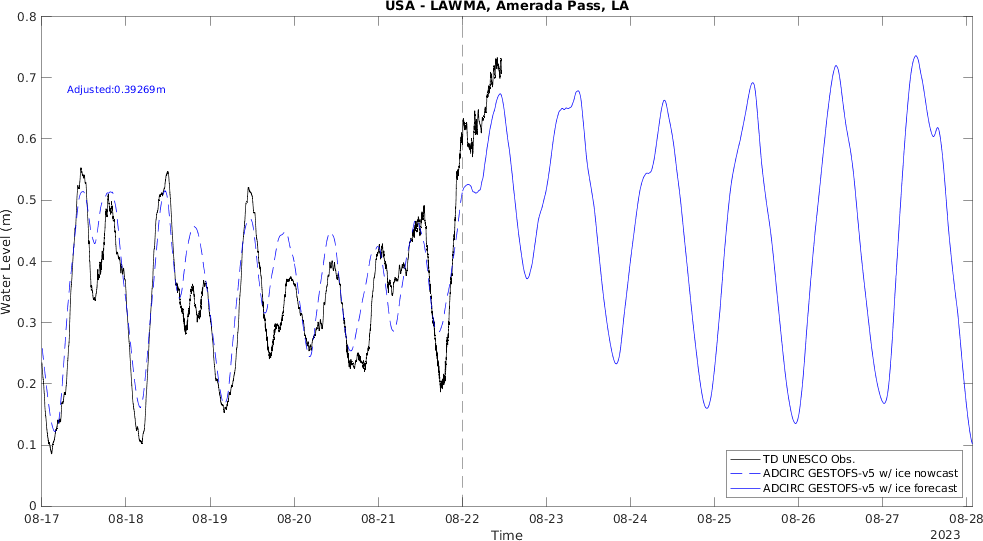 USA - LAWMA, Amerada Pass, LA
0.8
0.7
0.6
0.5
0.4
0.3
0.2
0.1
0
Water Level (m)
Adjusted:0.39269m
TD UNESCO Obs.
ADCIRC GESTOFS-v5 w/ ice nowcast
ADCIRC GESTOFS-v5 w/ ice forecast
08-17 08-18 08-19 08-20 08-21 08-22 08-23 08-24 08-25 08-26 08-27 08-28
Time
2023